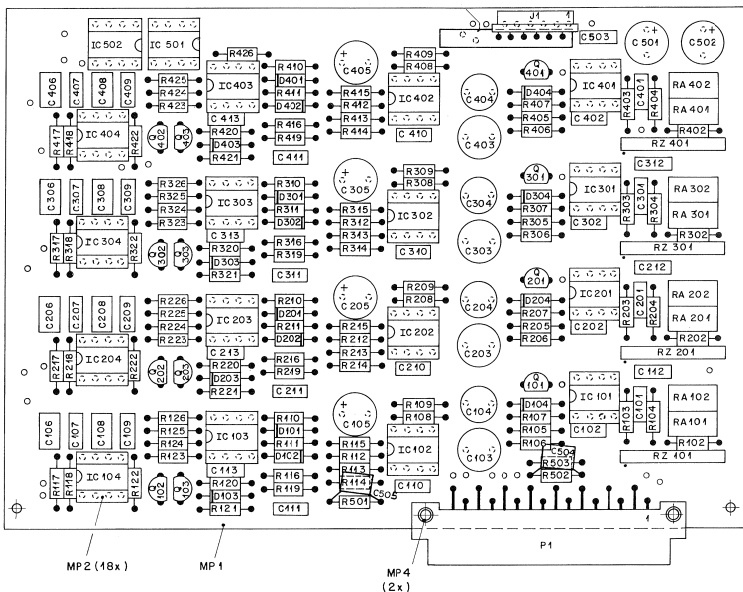 J1 1
IC502 IC501 R426 C503
R409 R408
C501 C502
R410 D401 R411 D402
C405
Q401
R425 R424 R423
IC403
IC402
IC401
C406 C407 C408 C409
R415 R412 R413 R414
C404
D404 R407 R405 R406
R403 C401 R404
RA402 RA401
C413
C402
IC404
R417 R418 R422
Q402 Q403
R420 D403 R421
R416 R419
C411
C410
C403
R402
RZ401
C312
R309 R308
R326 R325 R324 R323
IC303
R310 D301 R311 D302
C305
Q301
IC301
C306 C307 C308 C309
R315 R312 R313 R314
IC302
C304
D304 R307 R305 R306
R303 C301 R304
RA302 RA301
C313
C302
IC304
R317 R318 R322
Q302 Q303
R320 D303 R321
R316 R319
C311
C310
C303
R302
RZ301
C212
R209 R208
R226 R225 R224 R223
IC203
R210 D201 R211 D202
C205
Q201
IC201
C206 C207 C208 C209
R215 R212 R213 R214
IC202
C204
D204 R207 R205 R206
R203 C201 R204
RA202 RA201
C213
C202
IC204
R217 R218 R222
Q202 Q203
R220 D203 R221
R216 R219
C211
C210
C203
R202
RZ201
C112
R109 R108
R126 R125 R124 R123
IC103
R110 D101 R111 D102
C105
Q101
IC101
C106 C107 C108 C109
R115 R112 R113 R114
IC102
C104
D104 R107 R105 R106
R103 C101 R104
RA102 RA101
C113
C102
IC104
R117 R118 R122
Q102 Q103
R120 D103 R121
R116 R119
C111
C110
C103
C504 R503 R502
R102
RZ101
C505
R501
1
P1
MP2 (18x)
MP1
MP4
(2x)